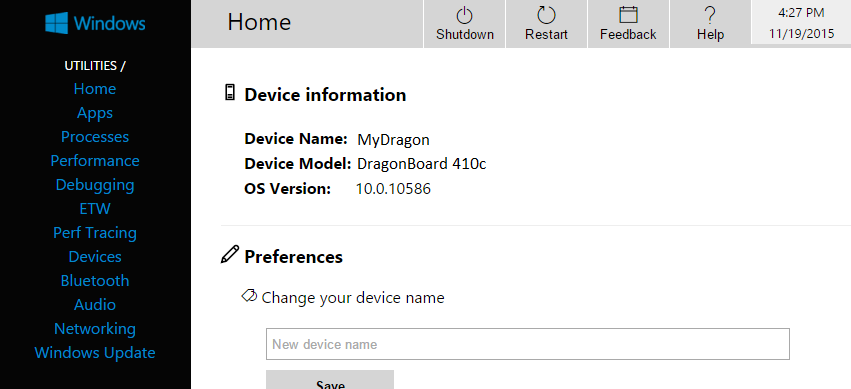 Windows
UTILITIES /
Home
Apps
Processes
Performance
Debugging
ETW
Perf Tracing
Devices
Bluetooth
Audio
Networking
Windows Update
Home
Shutdown
Restart
Feedback
Help
4:27 PM
11/19/2015
Device information
Device Name: MyDragon
Device Model: DragonBoard 410c
OS Version: 10.0.10586
Preferences
Change your device name
New device name
Save